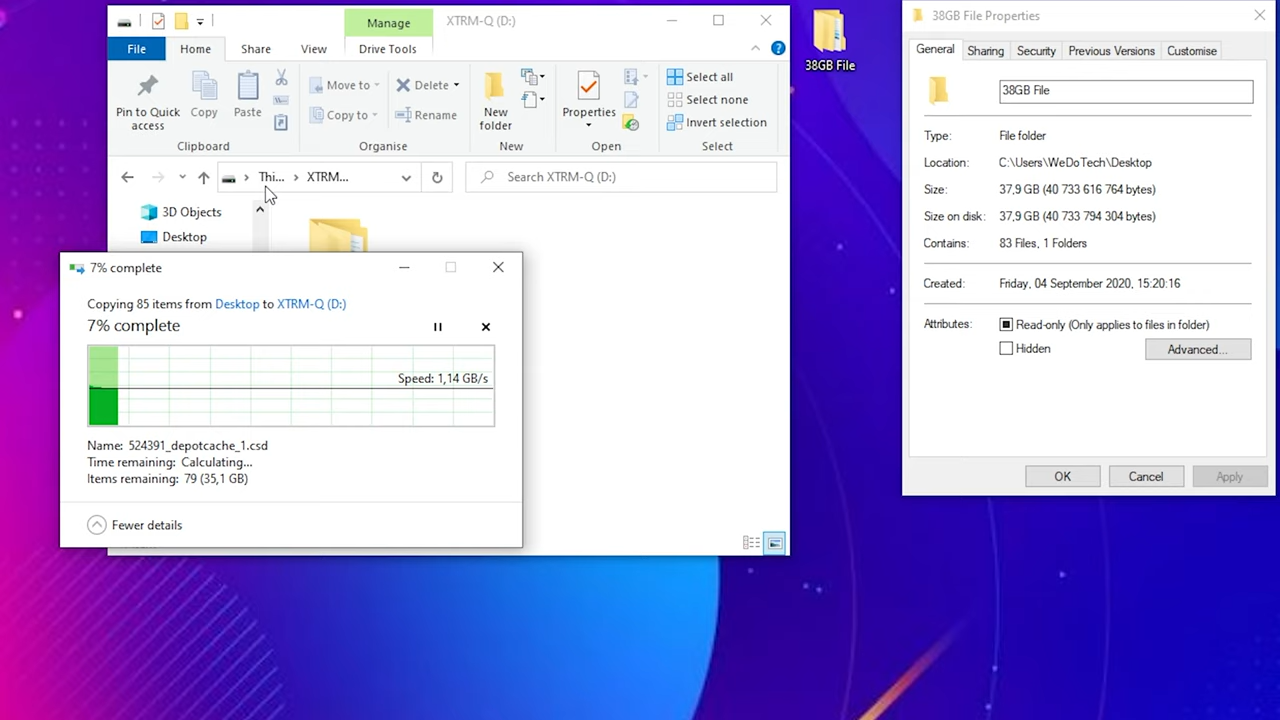 Manage
XTRM-Q (D:)
File
Home
Share
View
Drive Tools
Pin to Quick access
Copy
Paste
Move to
Copy to
Delete
Rename
New folder
Properties
Select all
Select none
Invert selection
Clipboard
Organise
New
Open
Select
Thi...
XTRM...
Search XTRM-Q (D:)
3D Objects
Desktop
7% complete
Copying 85 items from Desktop to XTRM-Q (D:)
7% complete
Speed: 1,14 GB/s
Name: 524391_depotcache_1.csd
Time remaining: Calculating...
Items remaining: 79 (35,1 GB)
Fewer details
38GB File
38GB File Properties
General
Sharing
Security
Previous Versions
Customise
38GB File
Type: File folder
Location: C:\Users\WeDoTech\Desktop
Size: 37,9 GB (40 733 616 764 bytes)
Size on disk: 37,9 GB (40 733 794 304 bytes)
Contains: 83 Files, 1 Folders
Created: Friday, 04 September 2020, 15:20:16
Attributes: Read-only (Only applies to files in folder)
Hidden
Advanced...
OK
Cancel
Apply